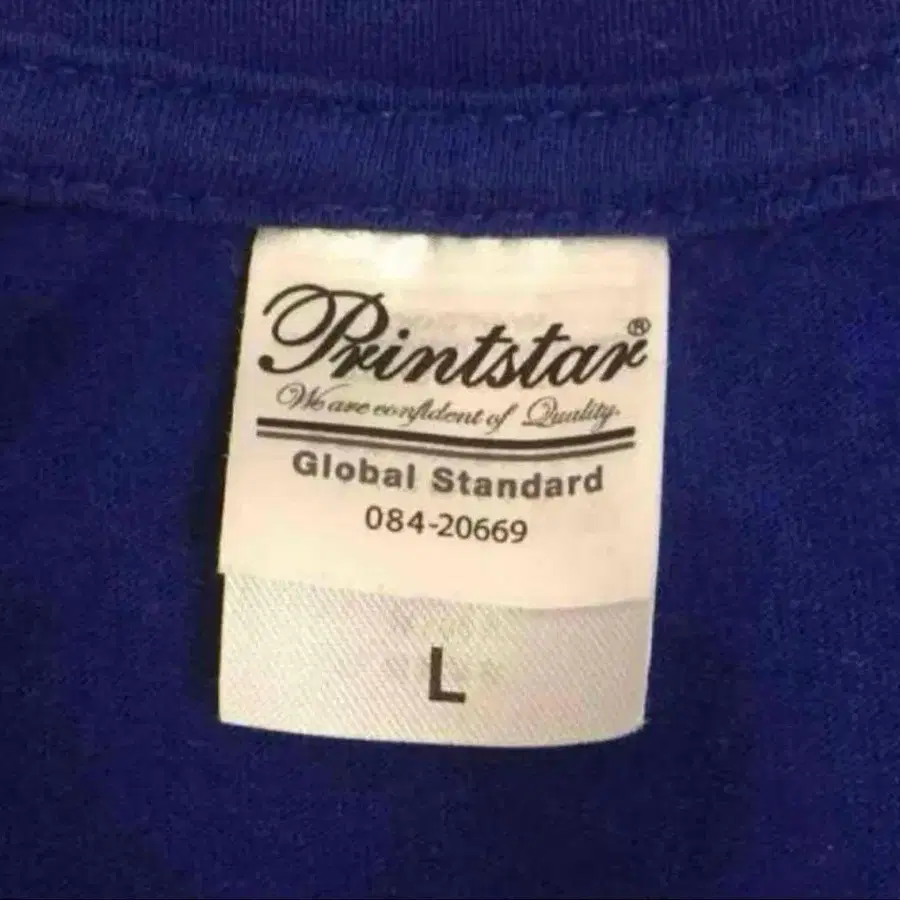 Printstar®
We are confident of Quality.
Global Standard
084-20669
L